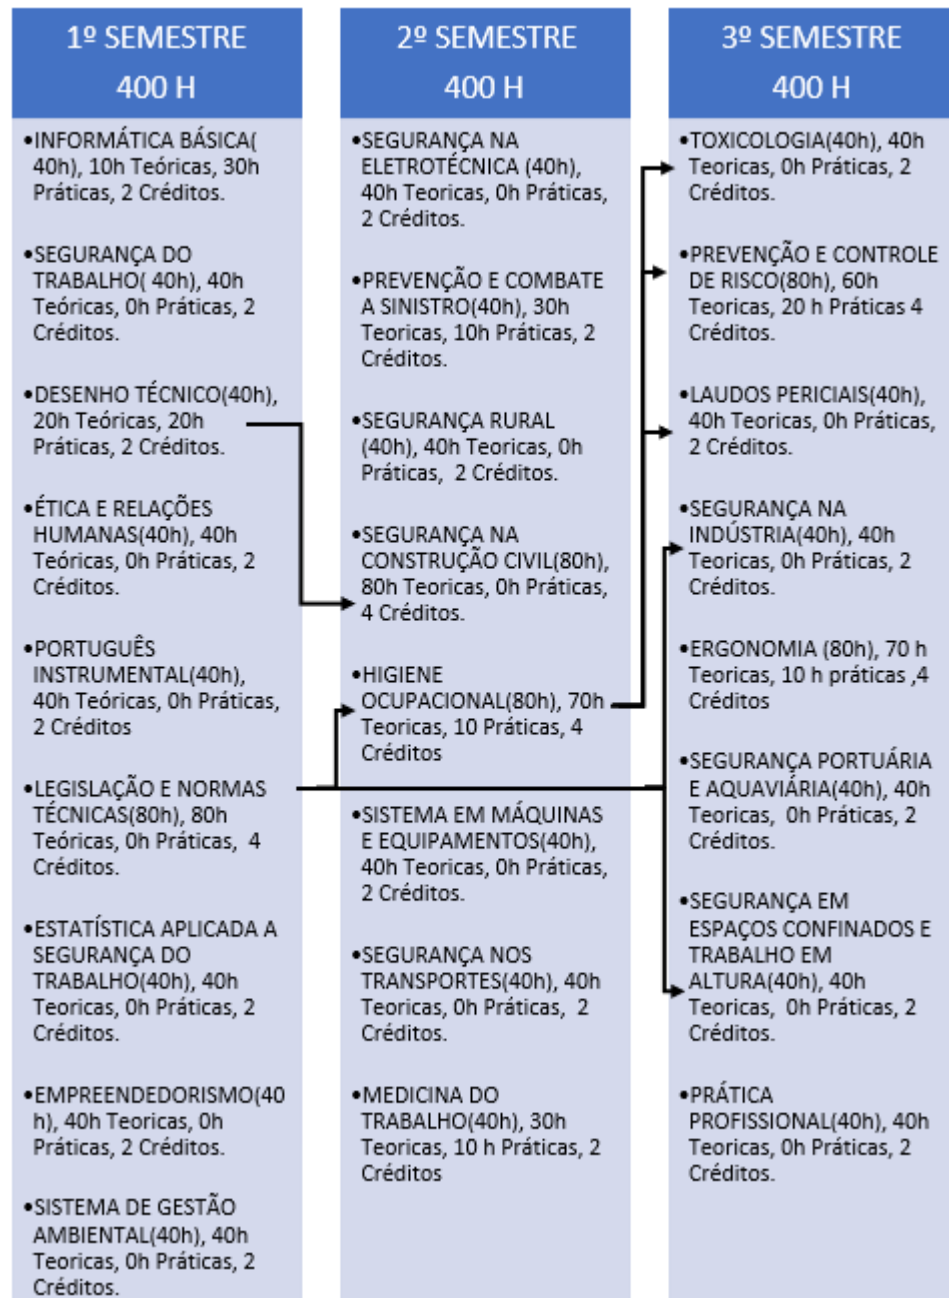 1º SEMESTRE
400 H
•INFORMÁTICA BÁSICA(
40h), 10h Teóricas, 30h
Práticas, 2 Créditos.
•SEGURANÇA DO
TRABALHO( 40h), 40h
Teóricas, 0h Práticas, 2
Créditos.
•DESENHO TÉCNICO(40h),
20h Teóricas, 20h
Práticas, 2 Créditos.
•ÉTICA E RELAÇÕES
HUMANAS(40h), 40h
Teóricas, 0h Práticas, 2
Créditos.
•PORTUGUÊS
INSTRUMENTAL(40h),
40h Teóricas, 0h Práticas,
2 Créditos
•LEGISLAÇÃO E NORMAS
TÉCNICAS(80h), 80h
Teóricas, 0h Práticas, 4
Créditos.
•ESTATÍSTICA APLICADA A
SEGURANÇA DO
TRABALHO(40h), 40h
Teoricas, 0h Práticas, 2
Créditos.
•EMPREENDEDORISMO(40
h), 40h Teoricas, 0h
Práticas, 2 Créditos.
•SISTEMA DE GESTÃO
AMBIENTAL(40h), 40h
Teoricas, 0h Práticas, 2
Créditos.
2º SEMESTRE
400 H
•SEGURANÇA NA
ELETROTÉCNICA (40h),
40h Teoricas, 0h Práticas,
2 Créditos.
•PREVENÇÃO E COMBATE
A SINISTRO(40h), 30h
Teoricas, 10h Práticas, 2
Créditos.
•SEGURANÇA RURAL
(40h), 40h Teoricas, 0h
Práticas, 2 Créditos.
•SEGURANÇA NA
CONSTRUÇÃO CIVIL(80h),
80h Teoricas, 0h Práticas,
4 Créditos.
•HIGIENE
OCUPACIONAL(80h), 70h
Teoricas, 10 Práticas, 4
Créditos
•SISTEMA EM MÁQUINAS
E EQUIPAMENTOS(40h),
40h Teoricas, 0h Práticas,
2 Créditos.
•SEGURANÇA NOS
TRANSPORTES(40h), 40h
Teoricas, 0h Práticas, 2
Créditos.
•MEDICINA DO
TRABALHO(40h), 30h
Teoricas, 10 h Práticas, 2
Créditos
3º SEMESTRE
400 H
•TOXICOLOGIA(40h), 40h
Teoricas, 0h Práticas, 2
Créditos.
•PREVENÇÃO E CONTROLE
DE RISCO(80h), 60h
Teoricas, 20 h Práticas 4
Créditos.
•LAUDOS PERICIAIS(40h),
40h Teoricas, 0h Práticas,
2 Créditos.
•SEGURANÇA NA
INDÚSTRIA(40h), 40h
Teoricas, 0h Práticas, 2
Créditos.
•ERGONOMIA (80h), 70 h
Teoricas, 10 h práticas ,4
Créditos
•SEGURANÇA PORTUÁRIA
E AQUAVIÁRIA(40h), 40h
Teoricas, 0h Práticas, 2
Créditos.
•SEGURANÇA EM
ESPAÇOS CONFINADOS E
TRABALHO EM
ALTURA(40h), 40h
Teoricas, 0h Práticas, 2
Créditos.
•PRÁTICA
PROFISSIONAL(40h), 40h
Teoricas, 0h Práticas, 2
Créditos.